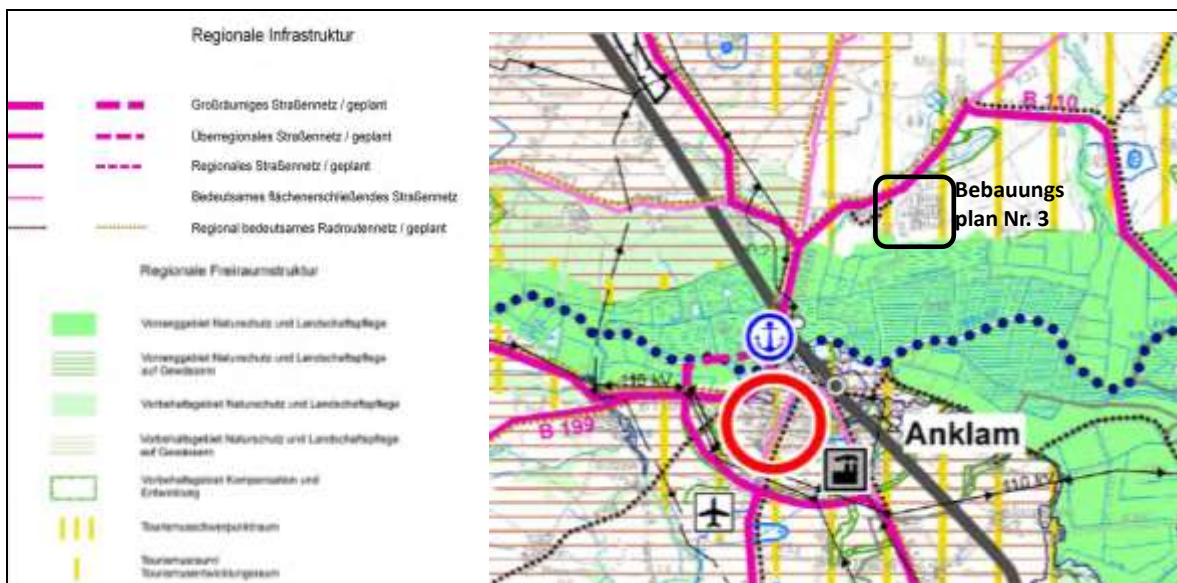 Regionale Infrastruktur
Großräumiges Straßennetz / geplant
Überregionales Straßennetz / geplant
Regionales Straßennetz / geplant
Bedeutsames flächenerschließendes Straßennetz
Regional bedeutsames Radroutennetz / geplant
Regionale Freiraumstruktur
Vorranggebiet Naturschutz und Landschaftspflege
Vorranggebiet Naturschutz und Landschaftspflege
auf Gewässern
Vorbehaltsgebiet Naturschutz und Landschaftspflege
Vorbehaltsgebiet Naturschutz und Landschaftspflege
auf Gewässern
Vorbehaltsgebiet Kompensation und
Entwicklung
Tourismusschwerpunktraum
Tourismusraum/
Tourismusentwicklungsraum
B 110
Bebauungs
plan Nr. 3
110 kV
B 199
Anklam
110 kV